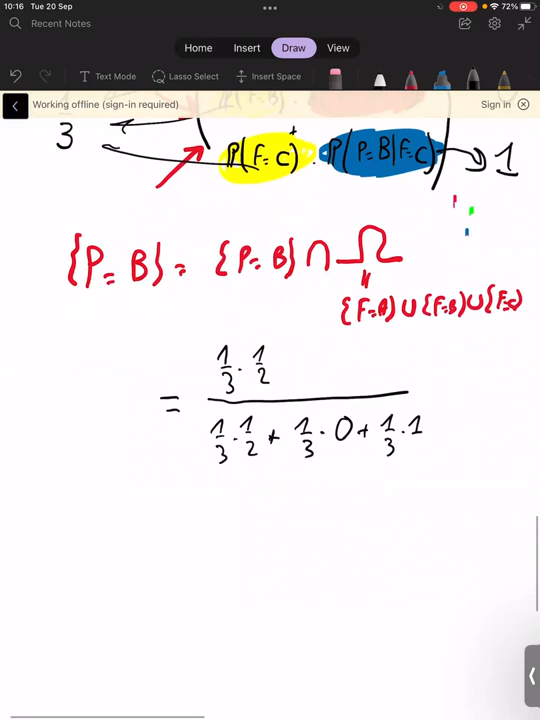 10:16 Tue 20 Sep 72%
Recent Notes
Home Insert Draw View
Text Mode Lasso Select Insert Space
Working offline (sign-in required) Sign in
3 P(F=C) · P(P=B|F=C) 1
{P=B} = {P=B} ∩ Ω
{F=A} ∪ {F=B} ∪ {F=C}
= (1/3 · 1/2) / (1/3 · 1/2 + 1/3 · 0 + 1/3 · 1)